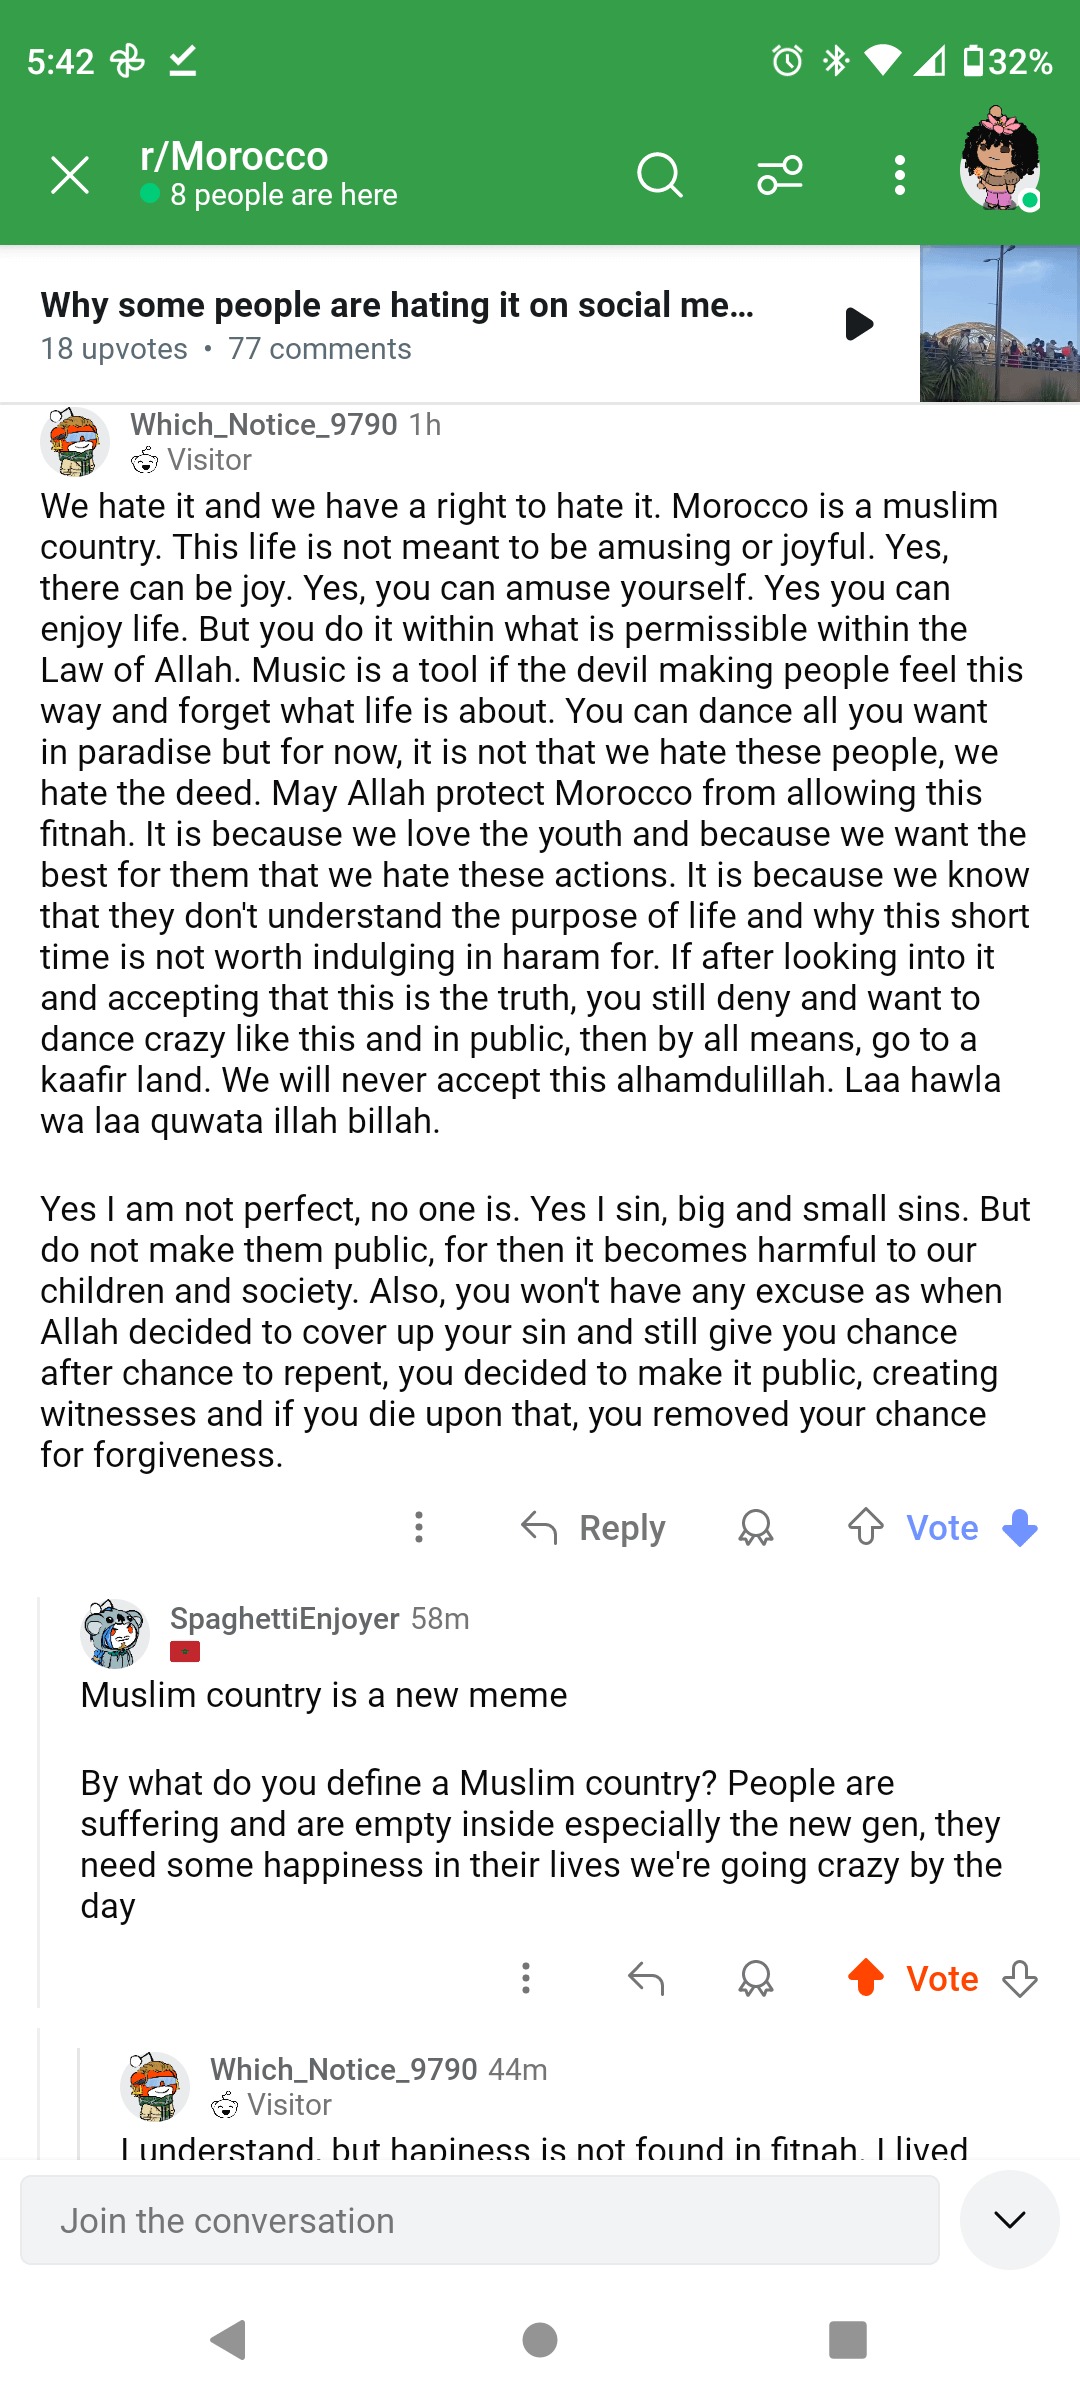 5:42
32%
r/Morocco
8 people are here
Why some people are hating it on social me...
18 upvotes • 77 comments
Which_Notice_9790 1h
Visitor
We hate it and we have a right to hate it. Morocco is a muslim
country. This life is not meant to be amusing or joyful. Yes,
there can be joy. Yes, you can amuse yourself. Yes you can
enjoy life. But you do it within what is permissible within the
Law of Allah. Music is a tool if the devil making people feel this
way and forget what life is about. You can dance all you want
in paradise but for now, it is not that we hate these people, we
hate the deed. May Allah protect Morocco from allowing this
fitnah. It is because we love the youth and because we want the
best for them that we hate these actions. It is because we know
that they don't understand the purpose of life and why this short
time is not worth indulging in haram for. If after looking into it
and accepting that this is the truth, you still deny and want to
dance crazy like this and in public, then by all means, go to a
kaafir land. We will never accept this alhamdulillah. Laa hawla
wa laa quwata illah billah.
Yes I am not perfect, no one is. Yes I sin, big and small sins. But
do not make them public, for then it becomes harmful to our
children and society. Also, you won't have any excuse as when
Allah decided to cover up your sin and still give you chance
after chance to repent, you decided to make it public, creating
witnesses and if you die upon that, you removed your chance
for forgiveness.
Reply
Vote
SpaghettiEnjoyer 58m
Muslim country is a new meme
By what do you define a Muslim country? People are
suffering and are empty inside especially the new gen, they
need some happiness in their lives we're going crazy by the
day
Vote
Which_Notice_9790 44m
Visitor
I understand, but hapiness is not found in fitnah. I lived
Join the conversation